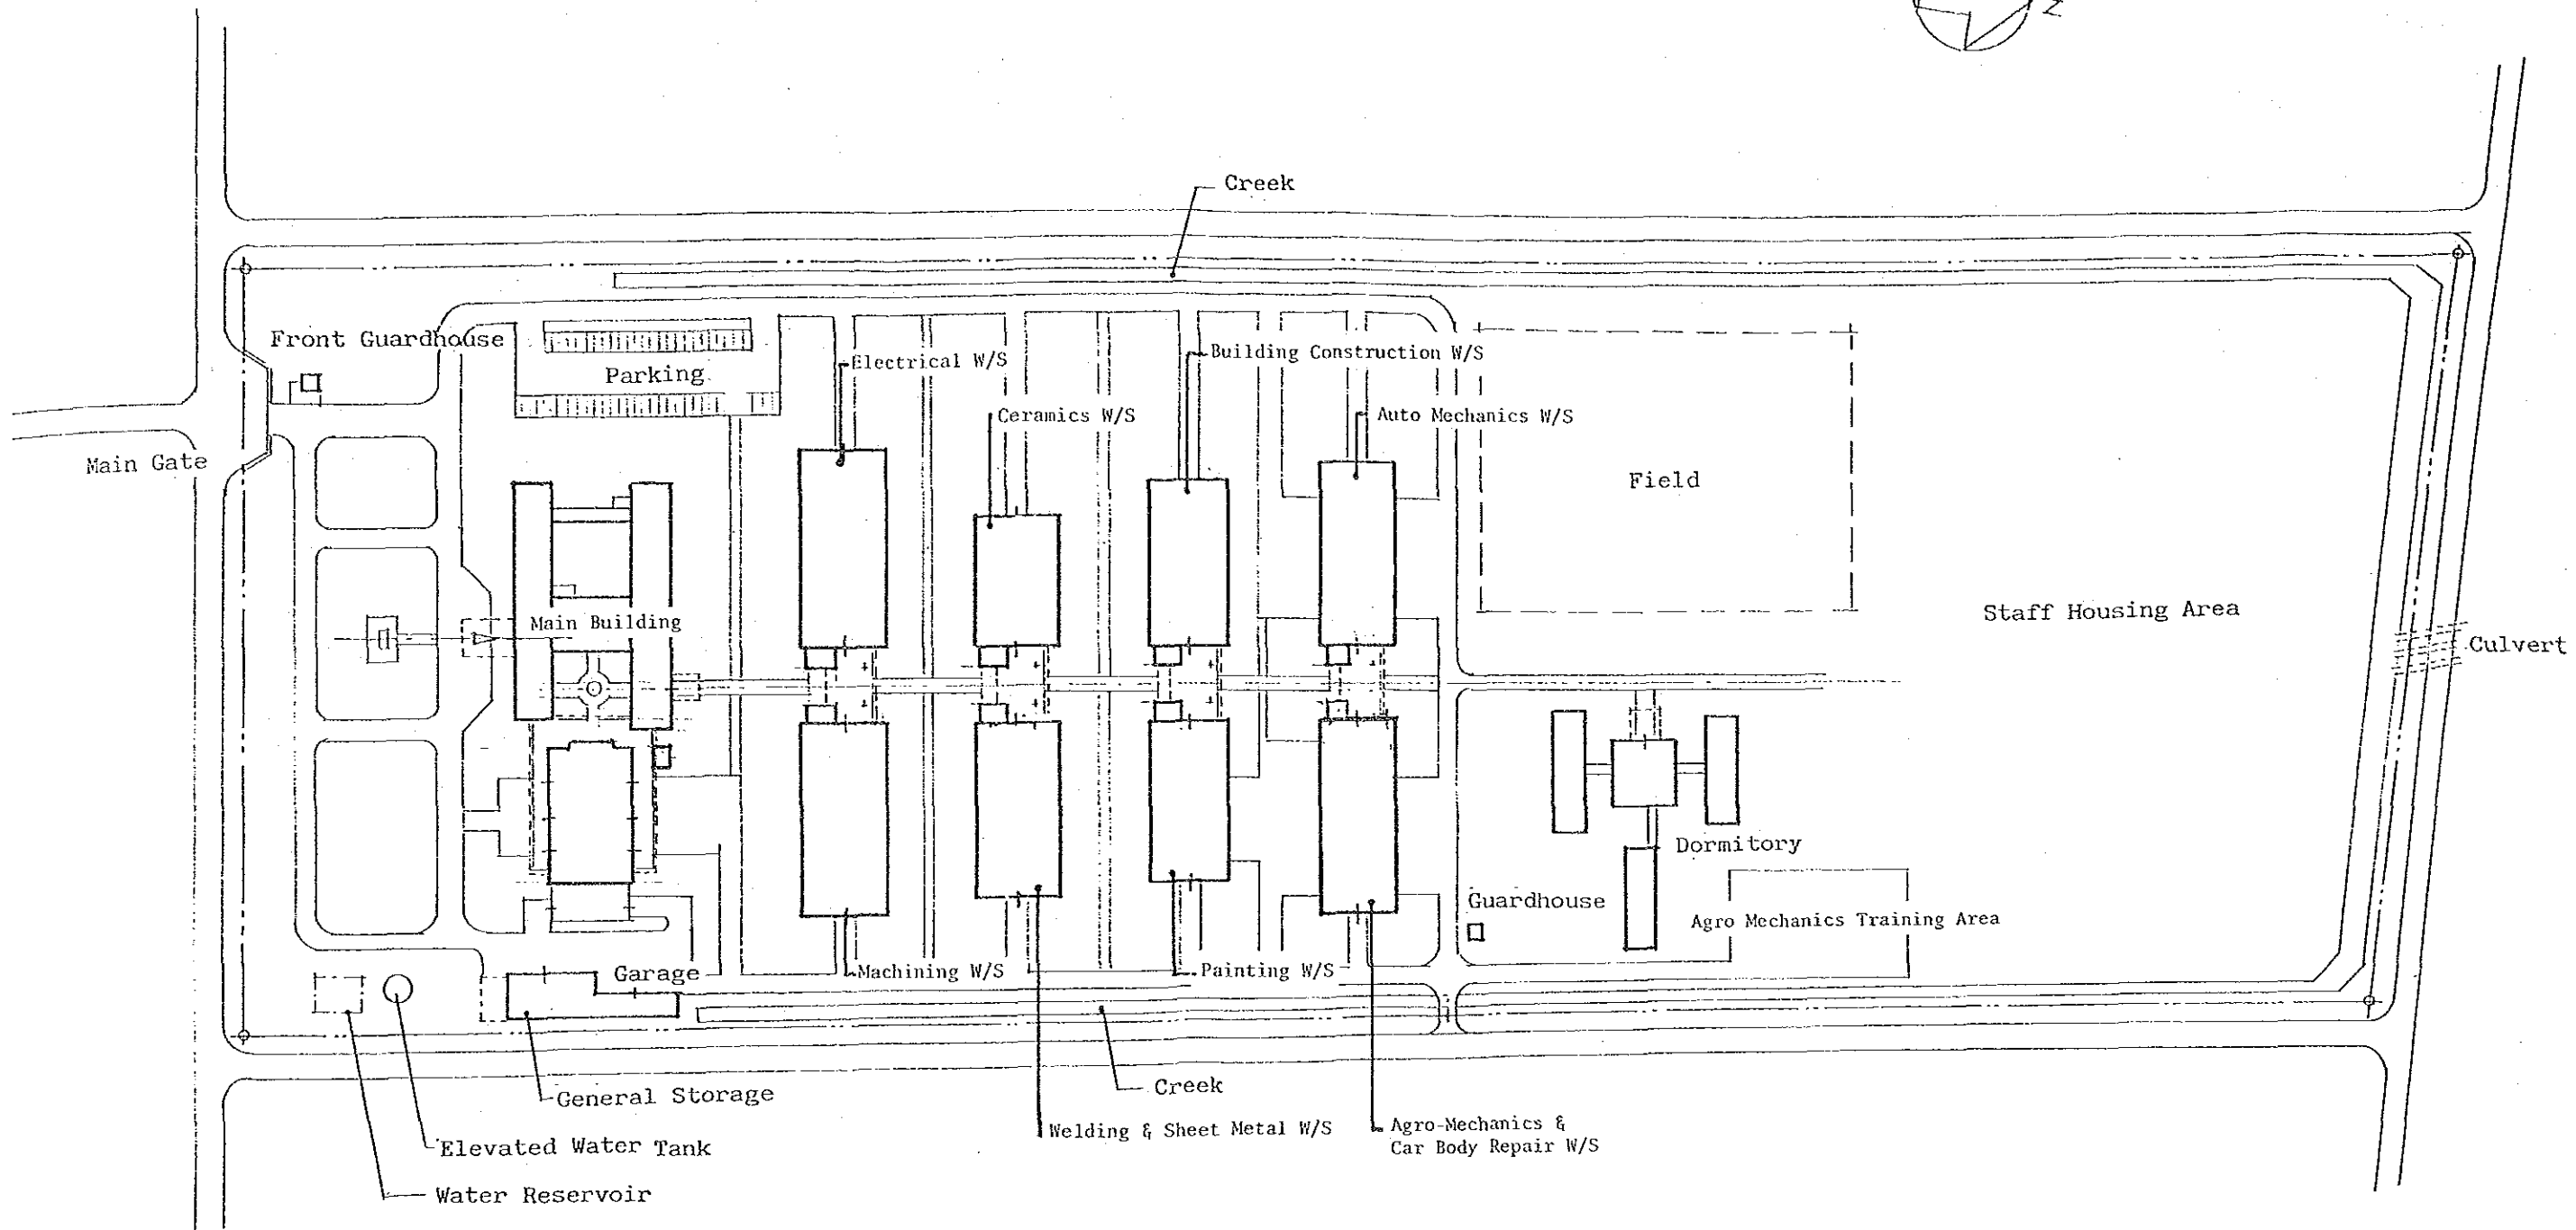 N
Creek
Front Guardhouse
Parking
Electrical W/S
Building Construction W/S
Ceramics W/S
Auto Mechanics W/S
Main Gate
Field
Main Building
Staff Housing Area
Culvert
Dormitory
Guardhouse
Agro Mechanics Training Area
Garage
Machining W/S
Painting W/S
General Storage
Creek
Welding & Sheet Metal W/S
Agro-Mechanics &
Car Body Repair W/S
Elevated Water Tank
Water Reservoir